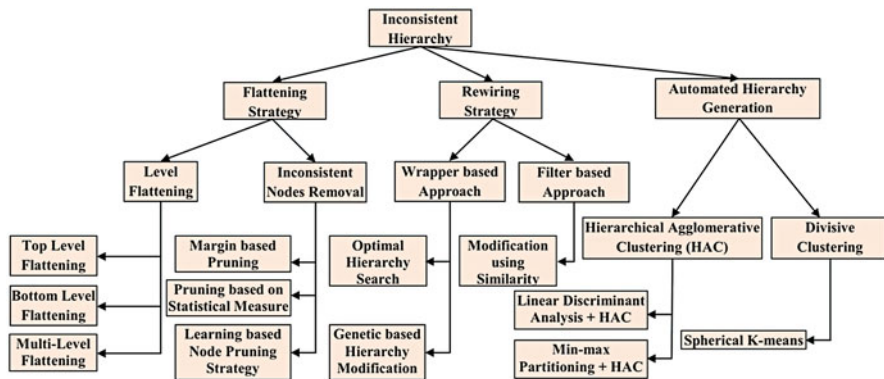 Inconsistent
Hierarchy
Flattening
Strategy
Rewiring
Strategy
Automated Hierarchy
Generation
Level
Flattening
Inconsistent
Nodes Removal
Wrapper based
Approach
Filter based
Approach
Hierarchical Agglomerative
Clustering (HAC)
Divisive
Clustering
Top Level
Flattening
Bottom Level
Flattening
Multi-Level
Flattening
Margin based
Pruning
Pruning based on
Statistical Measure
Learning based
Node Pruning
Strategy
Optimal
Hierarchy
Search
Genetic based
Hierarchy
Modification
Modification
using
Similarity
Linear Discriminant
Analysis + HAC
Min-max
Partitioning + HAC
Spherical K-means